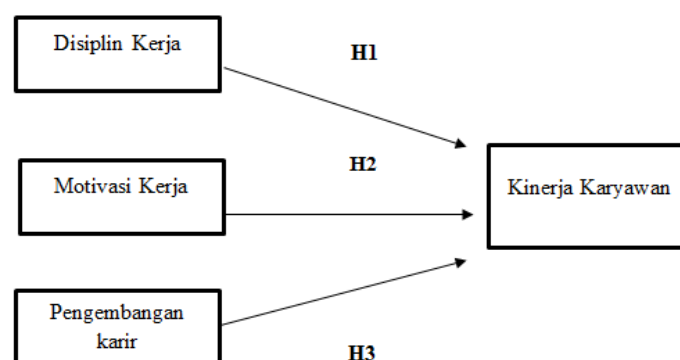 Disiplin Kerja
H1
Motivasi Kerja
H2
Kinerja Karyawan
Pengembangan
karir
H3